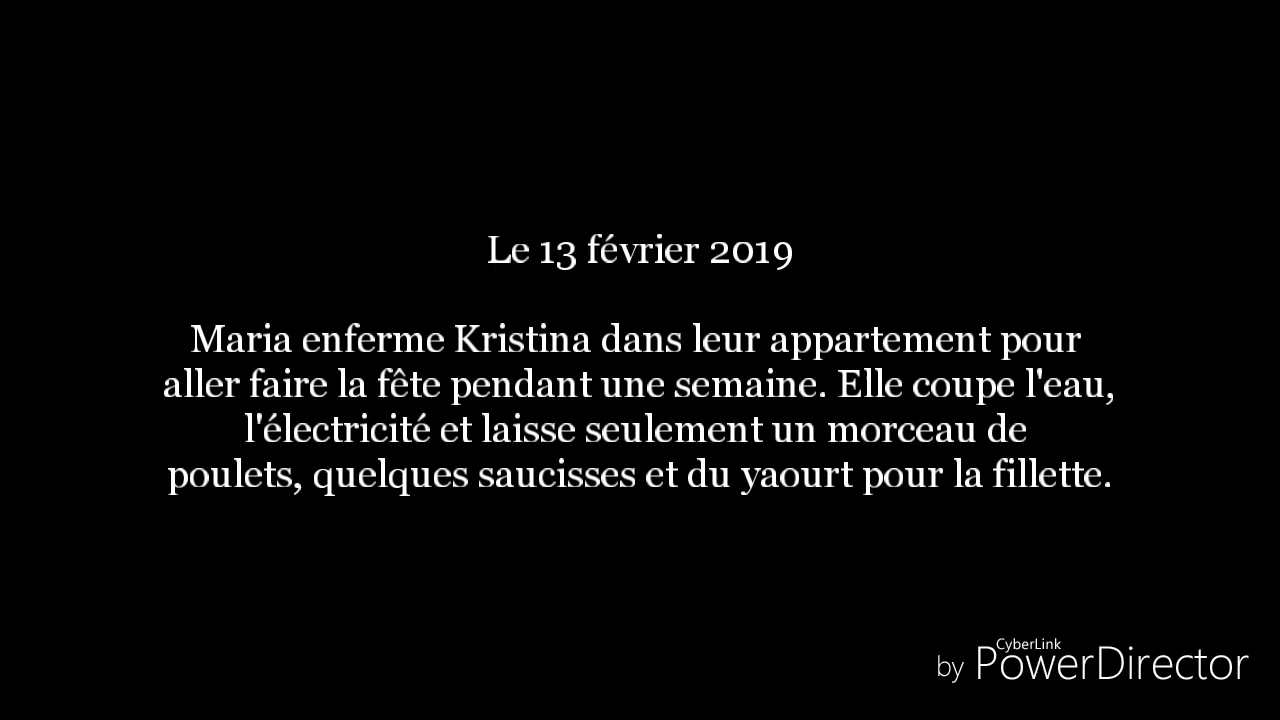 Le 13 février 2019
Maria enferme Kristina dans leur appartement pour
aller faire la fête pendant une semaine. Elle coupe l'eau,
l'électricité et laisse seulement un morceau de
poulets, quelques saucisses et du yaourt pour la fillette.
CyberLink
by PowerDirector